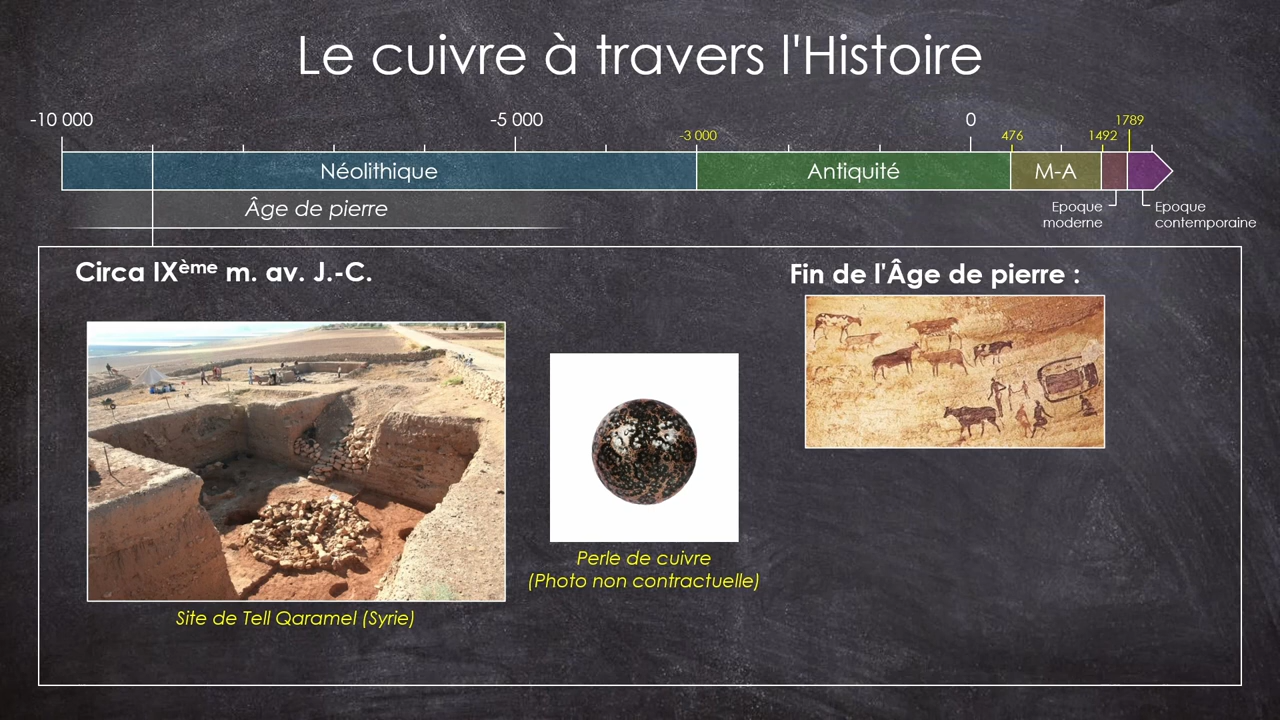 Le cuivre à travers l'Histoire
-10 000
-5 000
-3 000
0
476
1492
1789
Néolithique
Antiquité
M-A
Âge de pierre
Epoque
moderne
Epoque
contemporaine
Circa IXème m. av. J.-C.
Fin de l'Âge de pierre :
Perle de cuivre
(Photo non contractuelle)
Site de Tell Qaramel (Syrie)